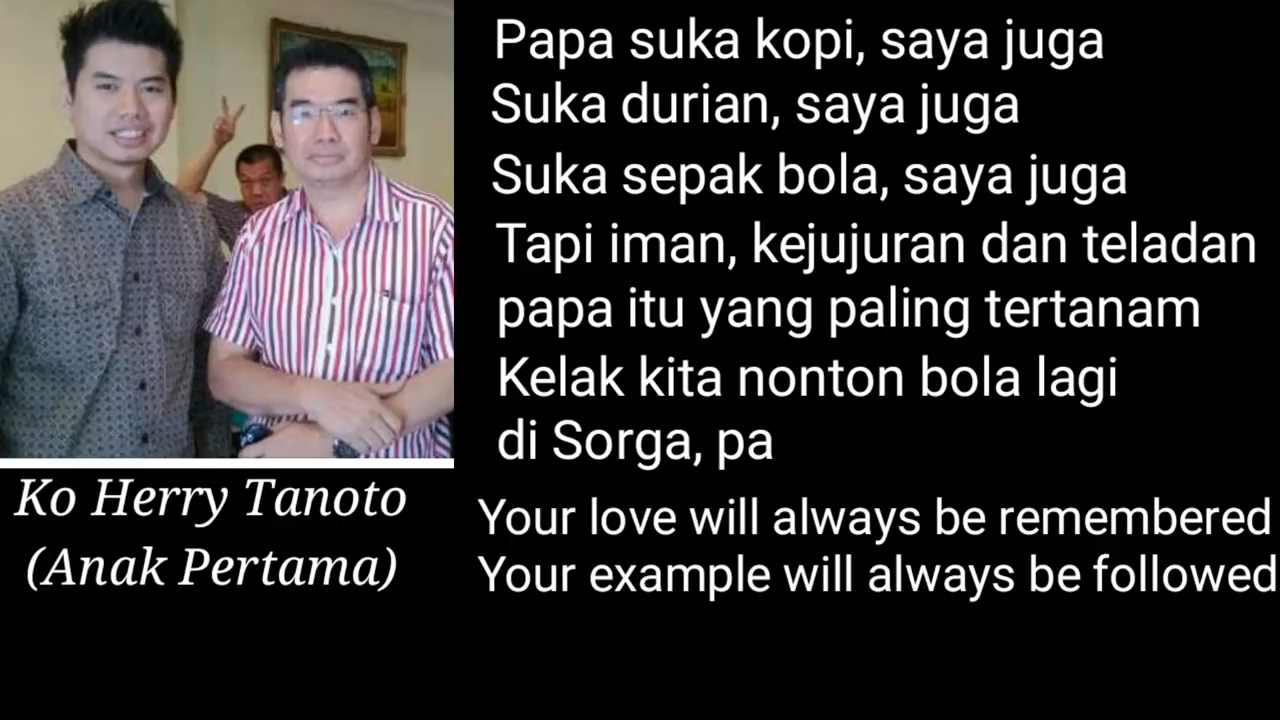 Papa suka kopi, saya juga
Suka durian, saya juga
Suka sepak bola, saya juga
Tapi iman, kejujuran dan teladan
papa itu yang paling tertanam
Kelak kita nonton bola lagi
di Sorga, pa
Your love will always be remembered
Your example will always be followed
Ko Herry Tanoto
(Anak Pertama)